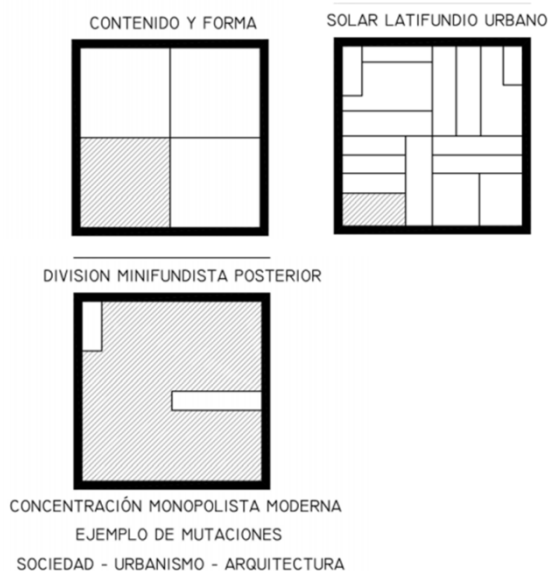 CONTENIDO Y FORMA
SOLAR LATIFUNDIO URBANO
DIVISION MINIFUNDISTA POSTERIOR
CONCENTRACIÓN MONOPOLISTA MODERNA
EJEMPLO DE MUTACIONES
SOCIEDAD - URBANISMO - ARQUITECTURA